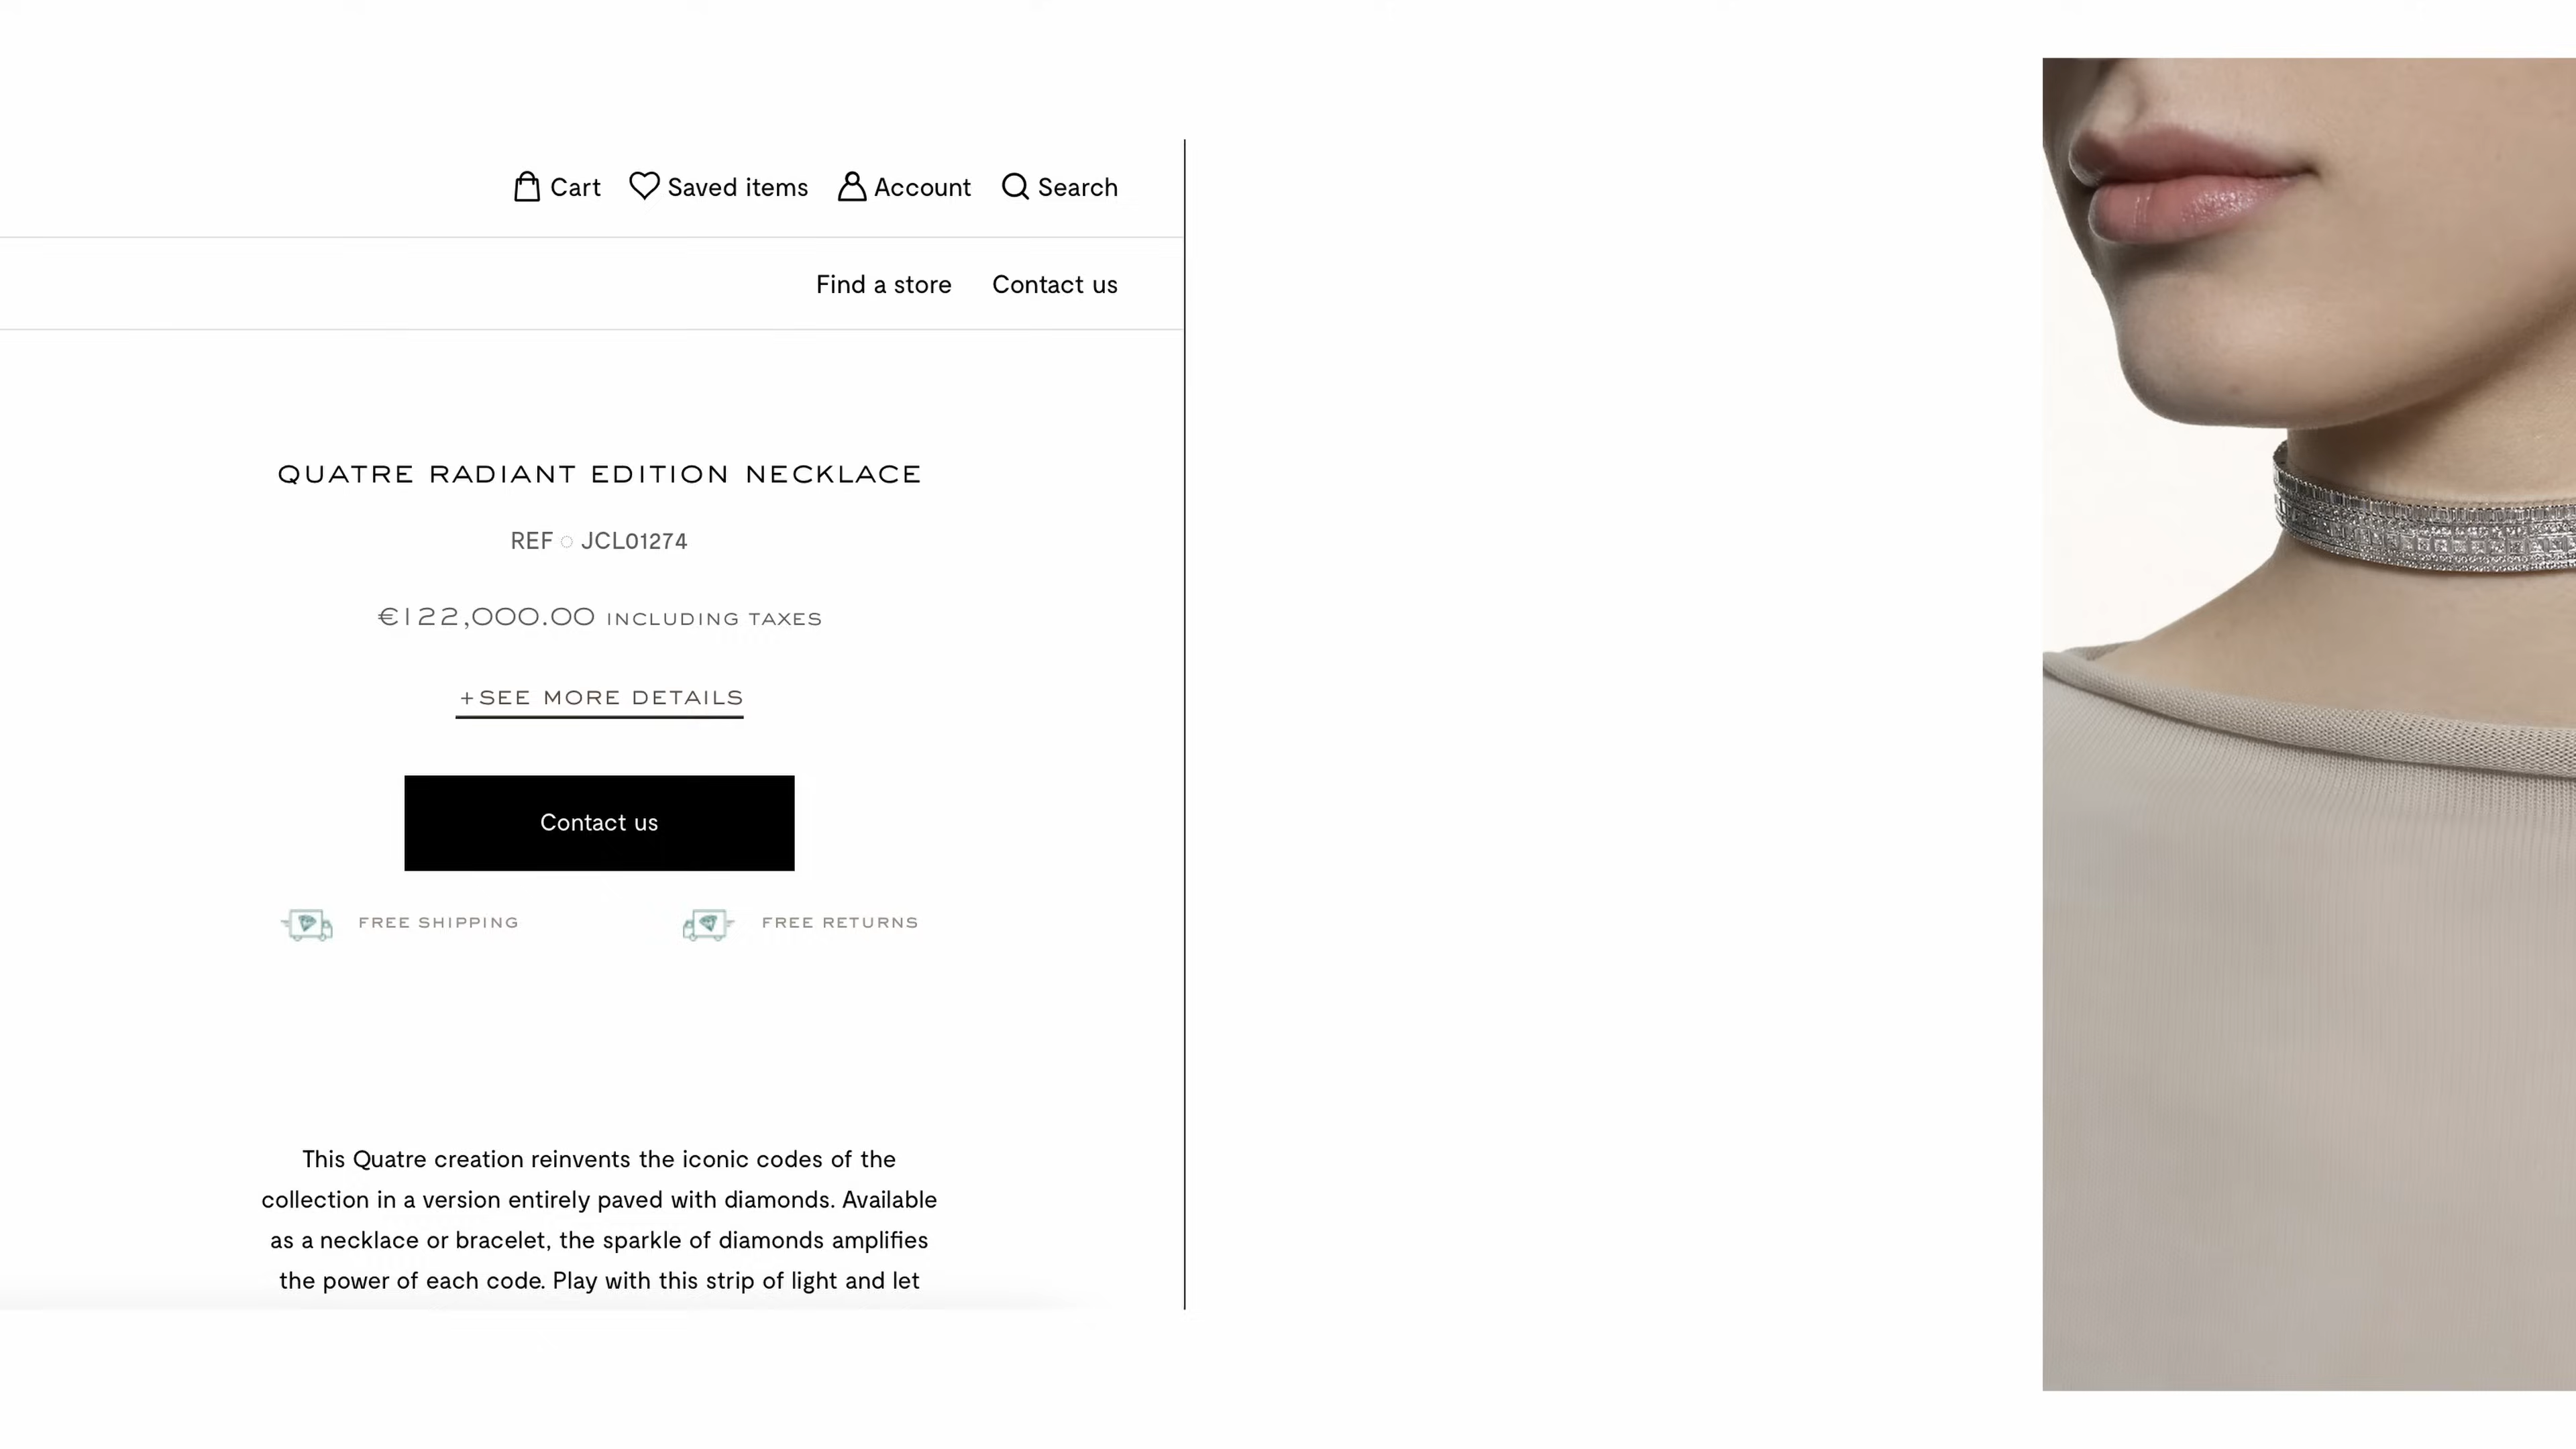 Cart Saved items Account Search
Find a store Contact us
QUATRE RADIANT EDITION NECKLACE
REF JCL01274
€122,000.00 INCLUDING TAXES
+SEE MORE DETAILS
Contact us
FREE SHIPPING FREE RETURNS
This Quatre creation reinvents the iconic codes of the
collection in a version entirely paved with diamonds. Available
as a necklace or bracelet, the sparkle of diamonds amplifies
the power of each code. Play with this strip of light and let